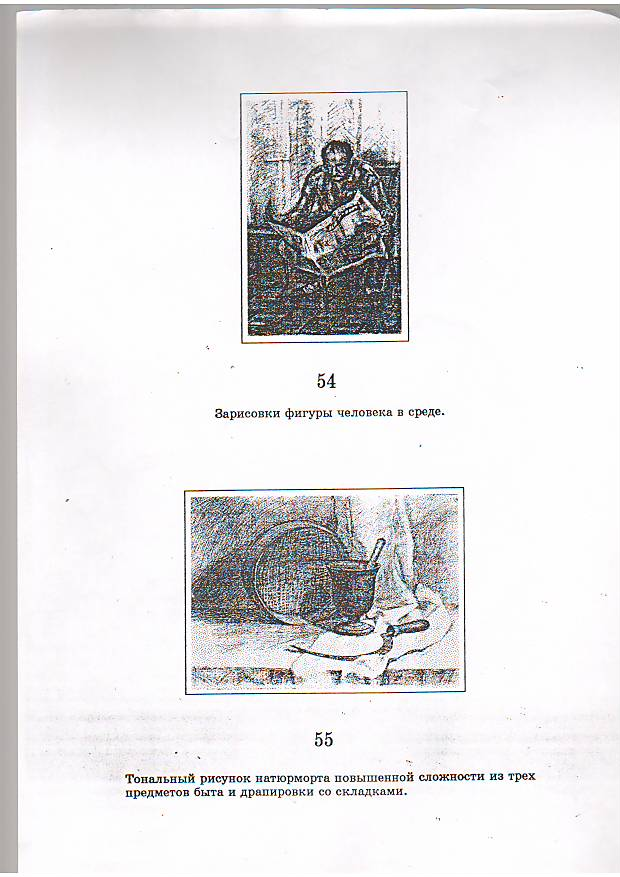 54
Зарисовки фигуры человека в среде.
55
Тональный рисунок натюрморта повышенной сложности из трех
предметов быта и драпировки со складками.